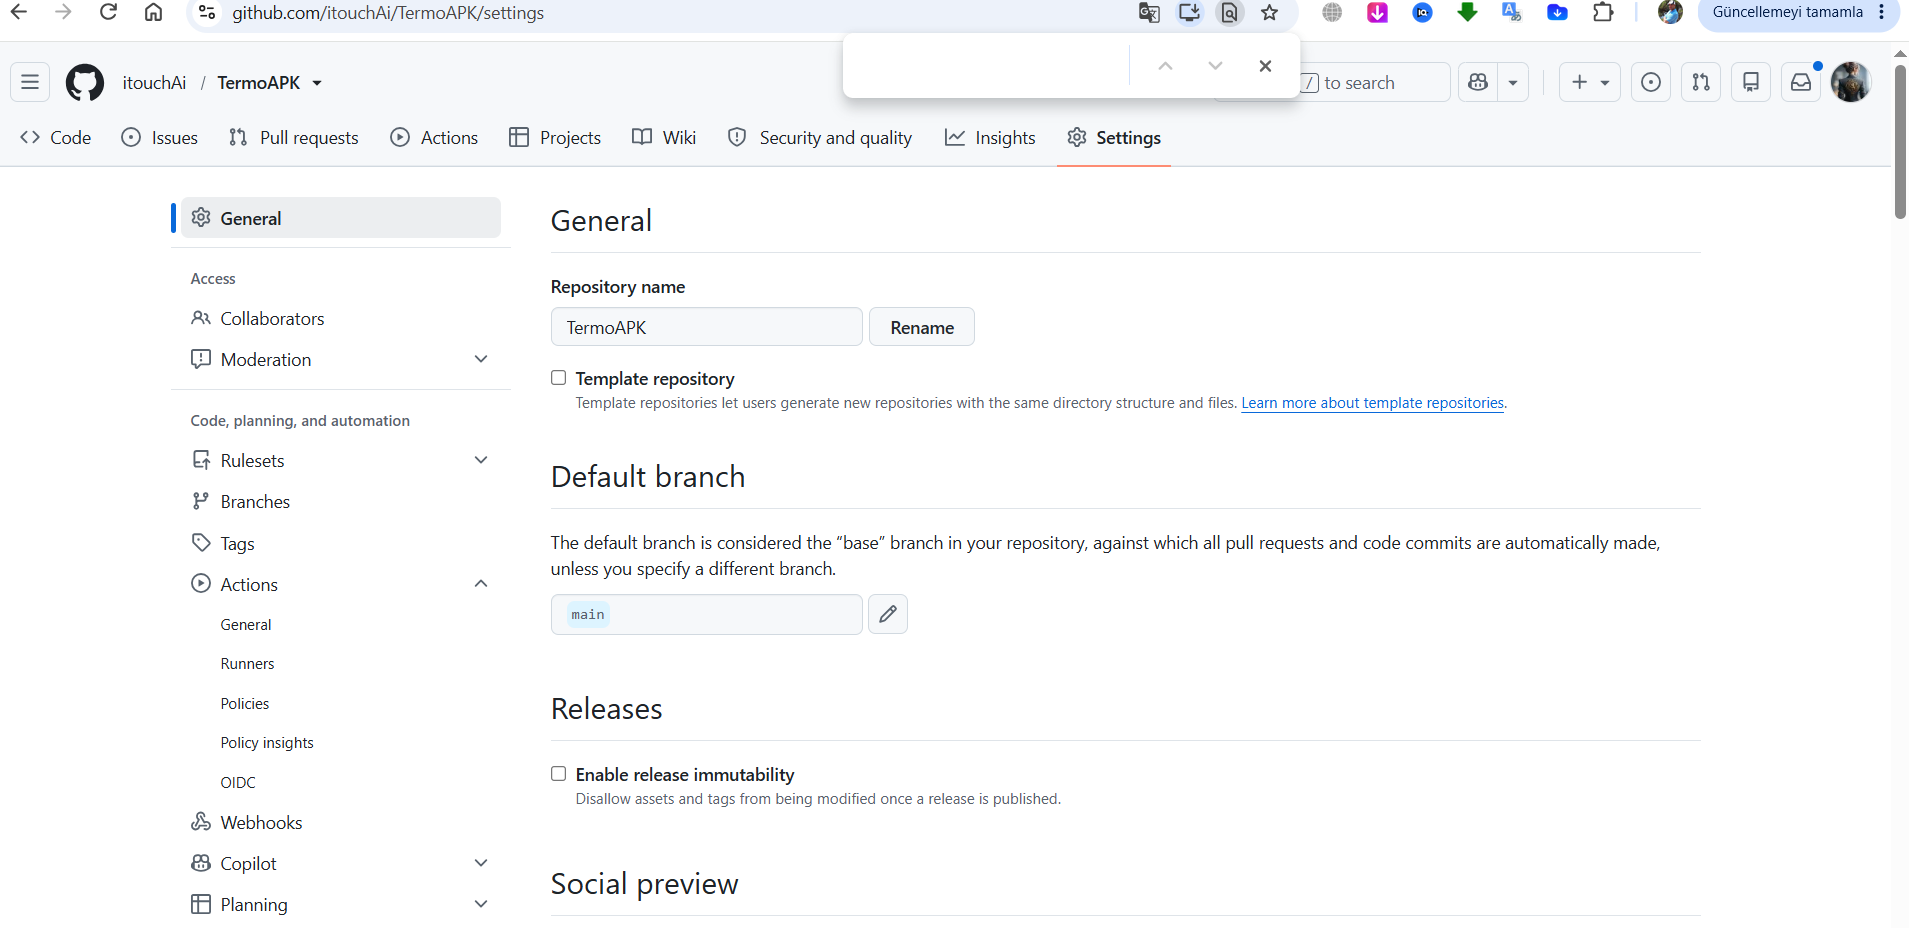 github.com/itouchAi/TermoAPK/settings
Güncellemeyi tamamla
itouchAi / TermoAPK
/ to search
Code
Issues
Pull requests
Actions
Projects
Wiki
Security and quality
Insights
Settings
General
Access
Collaborators
Moderation
Code, planning, and automation
Rulesets
Branches
Tags
Actions
General
Runners
Policies
Policy insights
OIDC
Webhooks
Copilot
Planning
General
Repository name
TermoAPK
Rename
Template repository
Template repositories let users generate new repositories with the same directory structure and files. Learn more about template repositories.
Default branch
The default branch is considered the “base” branch in your repository, against which all pull requests and code commits are automatically made,
unless you specify a different branch.
main
Releases
Enable release immutability
Disallow assets and tags from being modified once a release is published.
Social preview